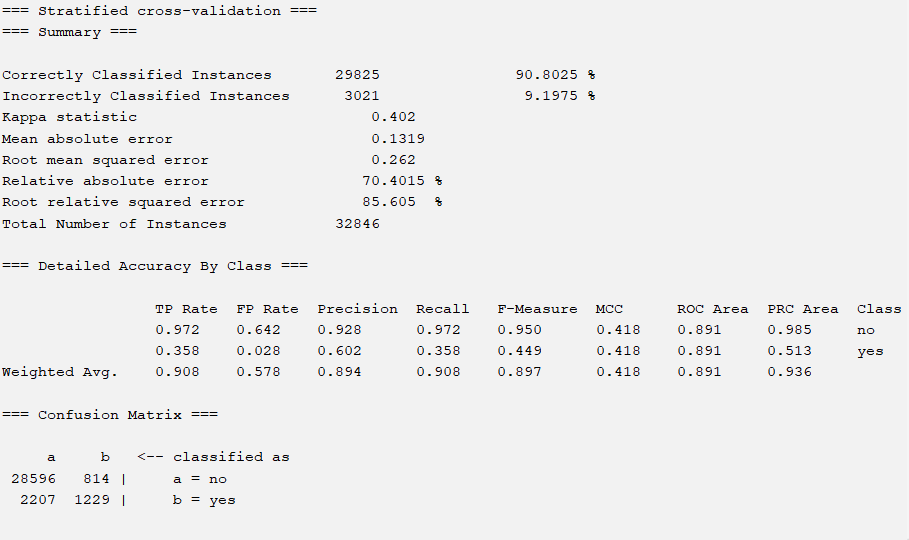 === Stratified cross-validation ===
=== Summary ===
Correctly Classified Instances 29825 90.8025 %
Incorrectly Classified Instances 3021 9.1975 %
Kappa statistic 0.402
Mean absolute error 0.1319
Root mean squared error 0.262
Relative absolute error 70.4015 %
Root relative squared error 85.605 %
Total Number of Instances 32846
=== Detailed Accuracy By Class ===
TP Rate FP Rate Precision Recall F-Measure MCC ROC Area PRC Area Class
0.972 0.642 0.928 0.972 0.950 0.418 0.891 0.985 no
0.358 0.028 0.602 0.358 0.449 0.418 0.891 0.513 yes
Weighted Avg. 0.908 0.578 0.894 0.908 0.897 0.418 0.891 0.936
=== Confusion Matrix ===
a b <-- classified as
28596 814 | a = no
2207 1229 | b = yes